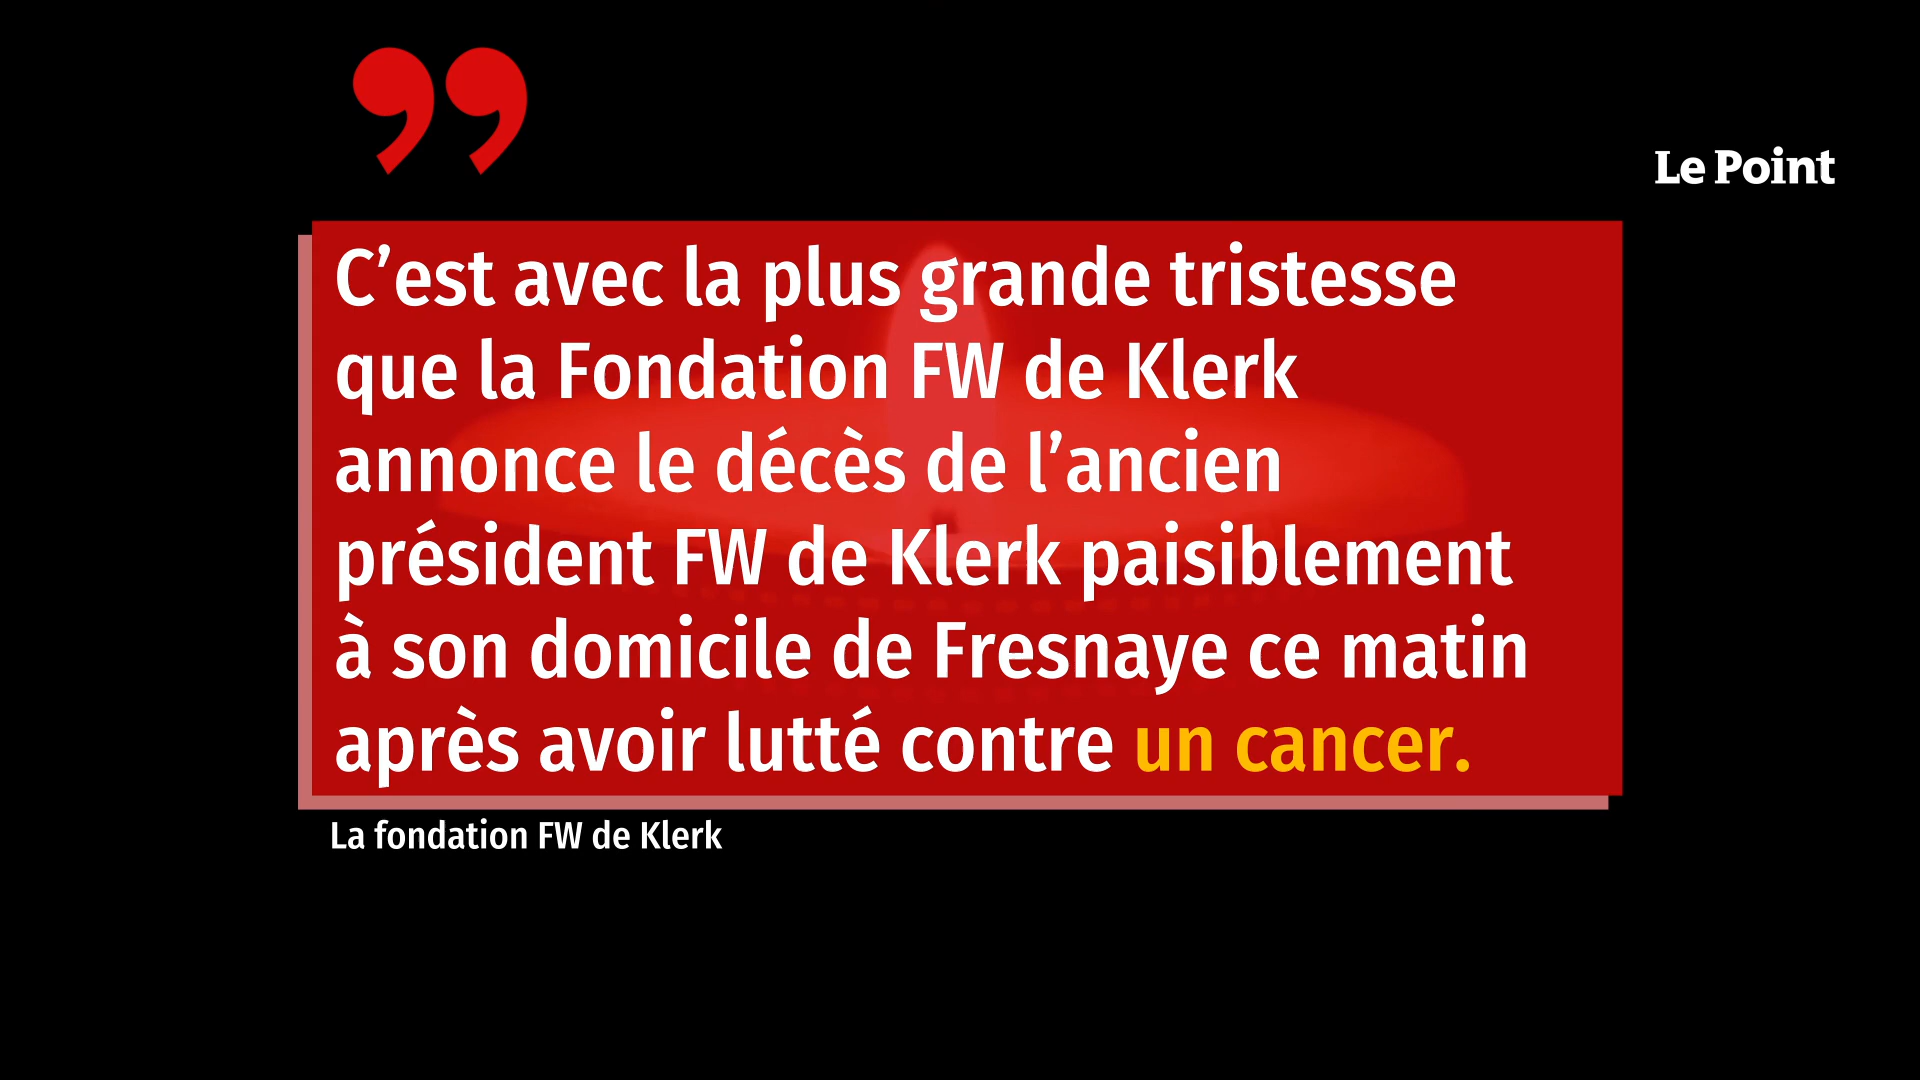 Le Point
C’est avec la plus grande tristesse
que la Fondation FW de Klerk
annonce le décès de l’ancien
président FW de Klerk paisiblement
à son domicile de Fresnaye ce matin
après avoir lutté contre un cancer.
La fondation FW de Klerk